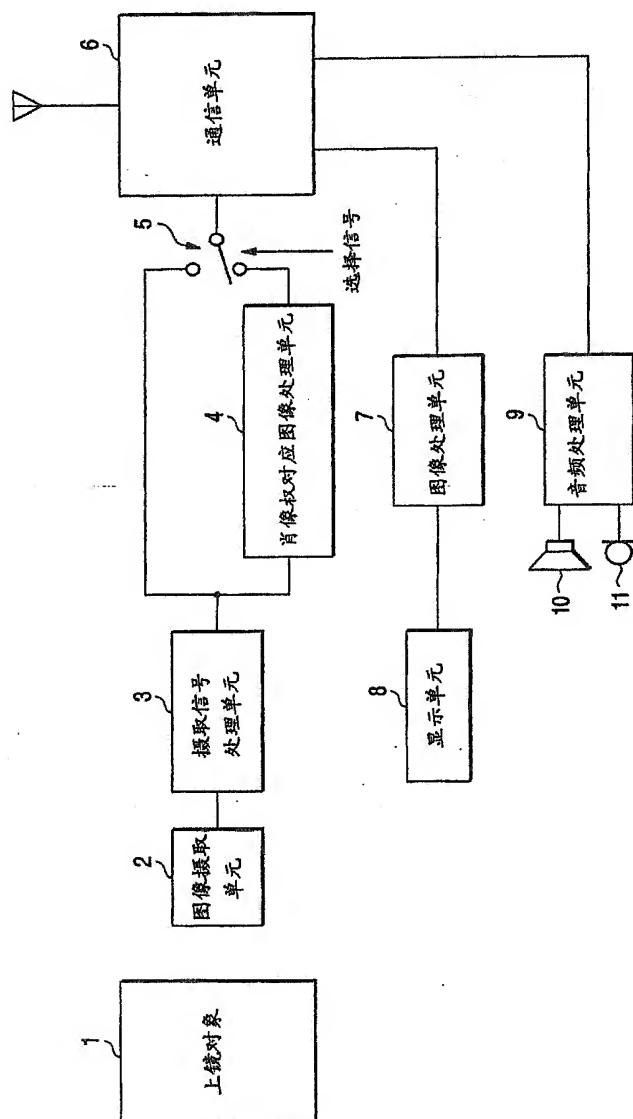 1
上镜对象
2
图像摄取
单元
3
摄取信号
处理单元
4
肖像权对应图像处理单元
5
选择信号
6
通信单元
7
图像处理单元
8
显示单元
9
音频处理单元
10
11